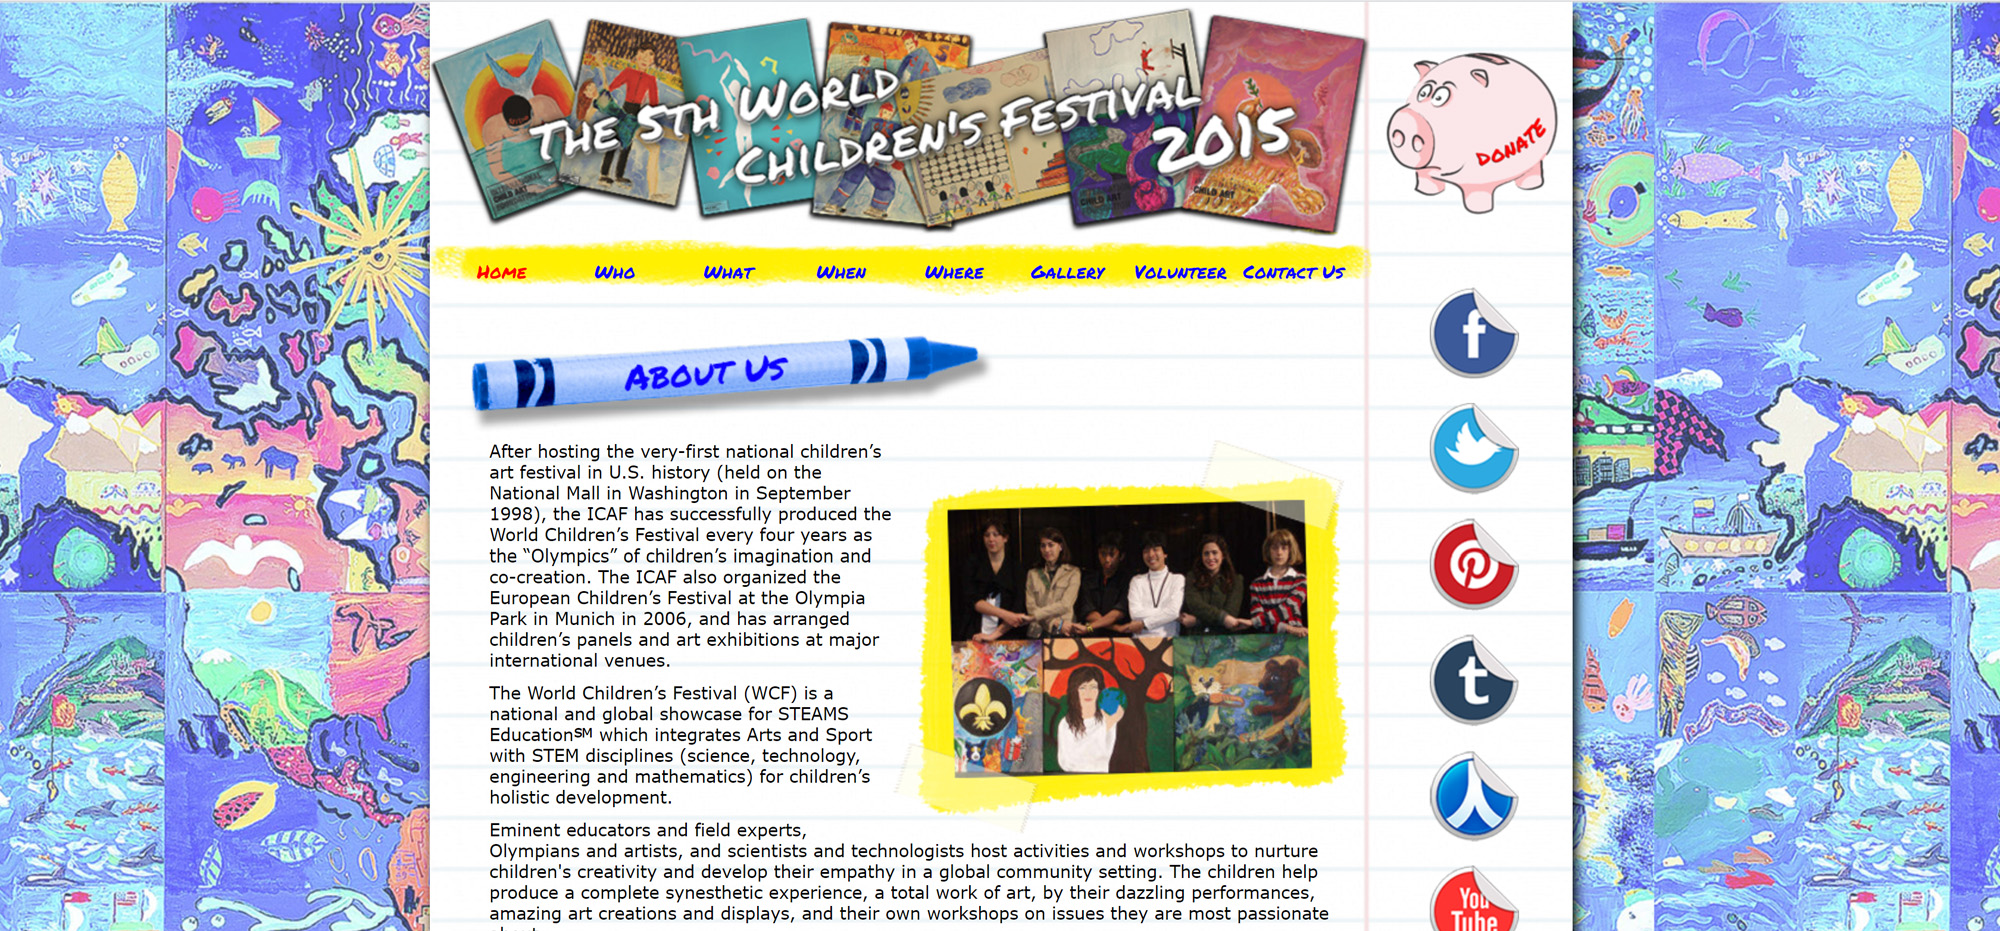 The 5th World
Children's Festival
2015
DONATE
CHILD ART
CHILD ART
Home Who What When Where Gallery Volunteer Contact Us
About Us
After hosting the very-first national children’s
art festival in U.S. history (held on the
National Mall in Washington in September
1998), the ICAF has successfully produced the
World Children’s Festival every four years as
the “Olympics” of children’s imagination and
co-creation. The ICAF also organized the
European Children’s Festival at the Olympia
Park in Munich in 2006, and has arranged
children’s panels and art exhibitions at major
international venues.
The World Children’s Festival (WCF) is a
national and global showcase for STEAMS
Education℠ which integrates Arts and Sport
with STEM disciplines (science, technology,
engineering and mathematics) for children’s
holistic development.
Eminent educators and field experts,
Olympians and artists, and scientists and technologists host activities and workshops to nurture
children's creativity and develop their empathy in a global community setting. The children help
produce a complete synesthetic experience, a total work of art, by their dazzling performances,
amazing art creations and displays, and their own workshops on issues they are most passionate
You
Tube